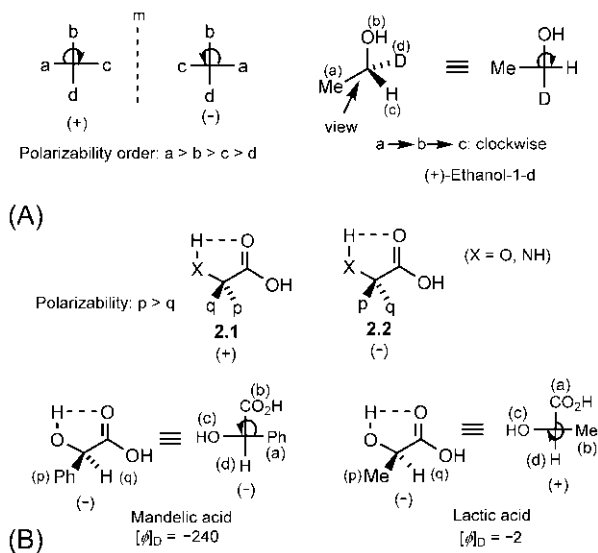 m
b
a c
d
(+)
b
c a
d
(-)
Polarizability order: a > b > c > d
(b)
OH
(d)
D
(a)
Me
H
(c)
view
≡
OH
Me H
D
a → b → c: clockwise
(+)-Ethanol-1-d
(A)
Polarizability: p > q
H O
X OH
q p
2.1
(+)
H O
X OH
p q
2.2
(-)
(X = O, NH)
H O
O OH
(p) Ph H (q)
(-)
≡
(b)
CO₂H
(c)
HO Ph
(a)
(d) H
(-)
Mandelic acid
[ϕ]D = −240
H O
O OH
(p) Me H (q)
(-)
≡
(a)
CO₂H
(c)
HO Me
(b)
(d) H
(+)
Lactic acid
[ϕ]D = −2
(B)